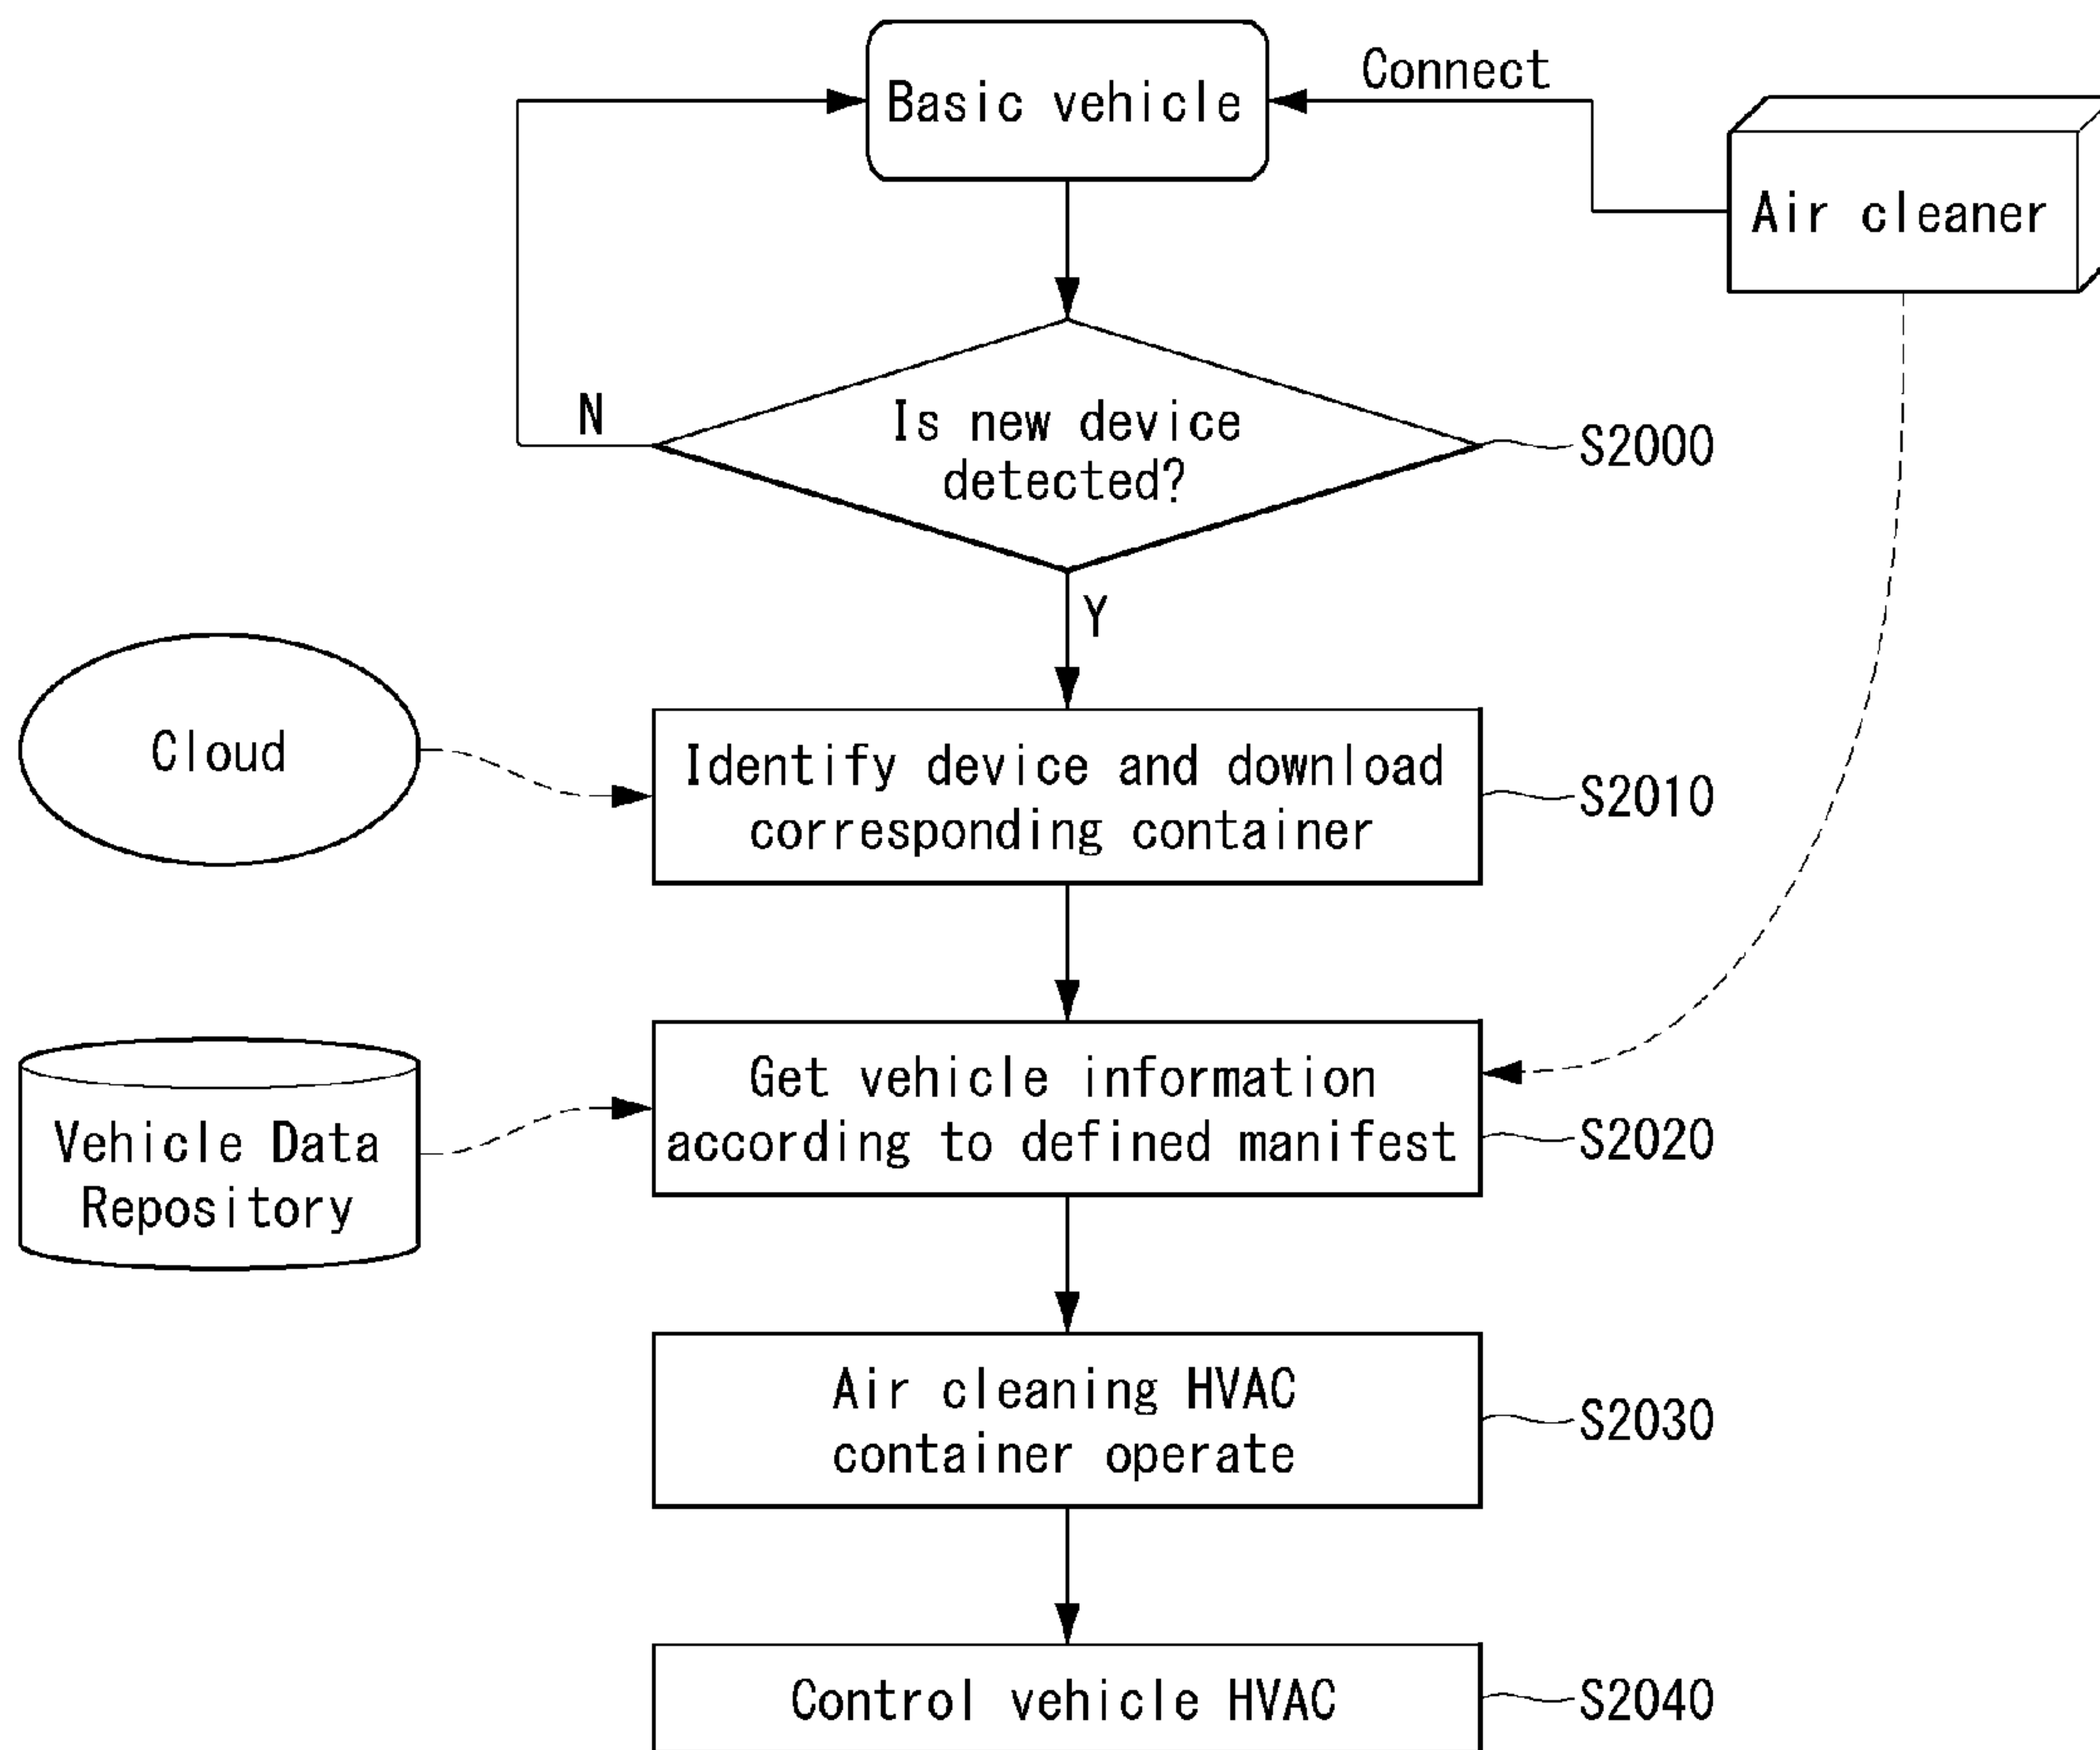 Basic vehicle
Connect
Air cleaner
Is new device
detected?
N
S2000
Y
Cloud
Identify device and download
corresponding container
S2010
Vehicle Data
Repository
Get vehicle information
according to defined manifest
S2020
Air cleaning HVAC
container operate
S2030
Control vehicle HVAC
S2040